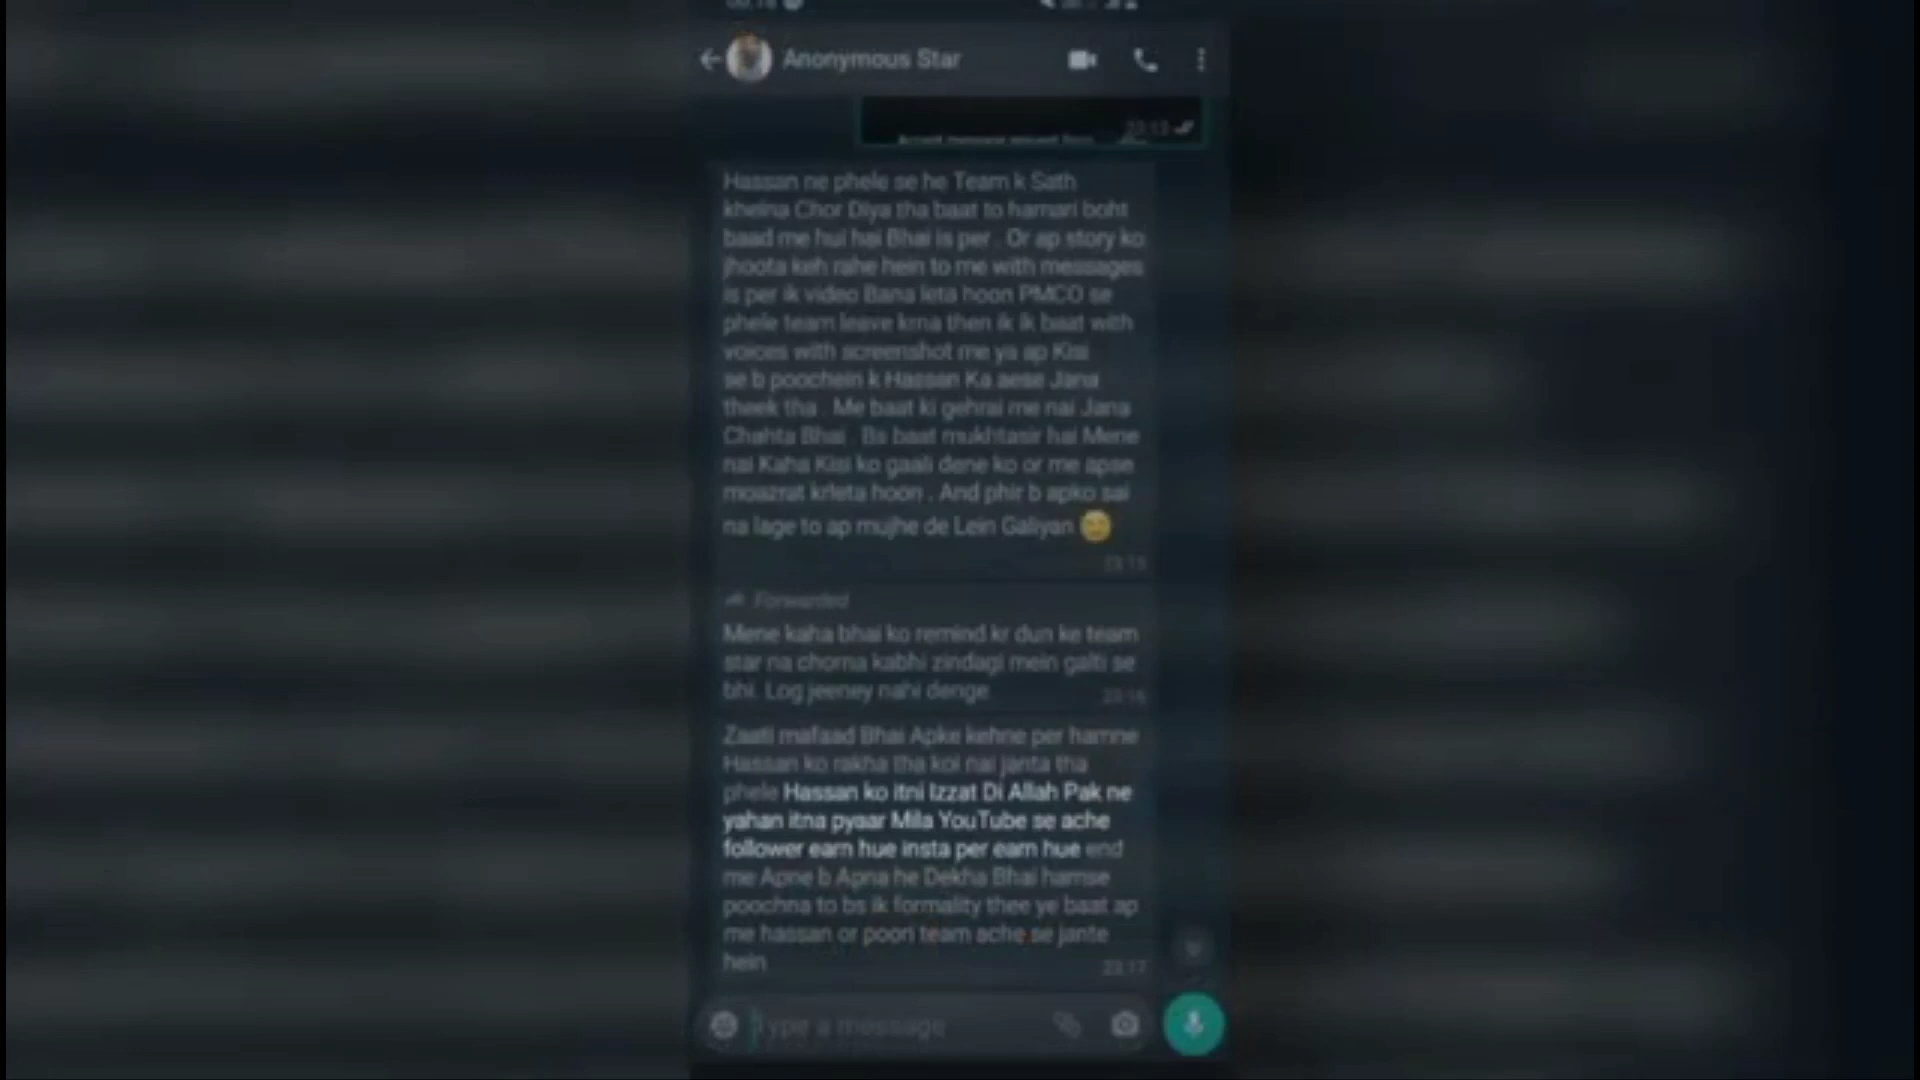 Anonymous Star
23:13
Hassan ne phele se he Team k Sath
khelna Chor Diya tha baat to hamari boht
baad me hui hai Bhai is per . Or ap story ko
jhoota keh rahe hein to me with messages
is per ik video Bana leta hoon PMCO se
phele team leave krna then ik ik baat with
voices with screenshot me ya ap Kisi
se b poochein k Hassan Ka aese Jana
theek tha . Me baat ki gehrai me nai Jana
Chahta Bhai . Bs baat mukhtasir hai Mene
nai Kaha Kisi ko gaali dene ko or me apse
moazrat krleta hoon . And phir b apko sai
na lage to ap mujhe de Lein Galiyan 😊
23:15
Forwarded
Mene kaha bhai ko remind kr dun ke team
star na chorna kabhi zindagi mein galti se
bhi. Log jeeney nahi denge
23:16
Zaati mafaad Bhai Apke kehne per hamne
Hassan ko rakha tha koi nai janta tha
phele Hassan ko itni Izzat Di Allah Pak ne
yahan itna pyaar Mila YouTube se ache
follower earn hue insta per earn hue end
me Apne b Apna he Dekha Bhai hamse
poochna to bs ik formality thee ye baat ap
me hassan or poori team ache se jante
hein
23:17
Type a message